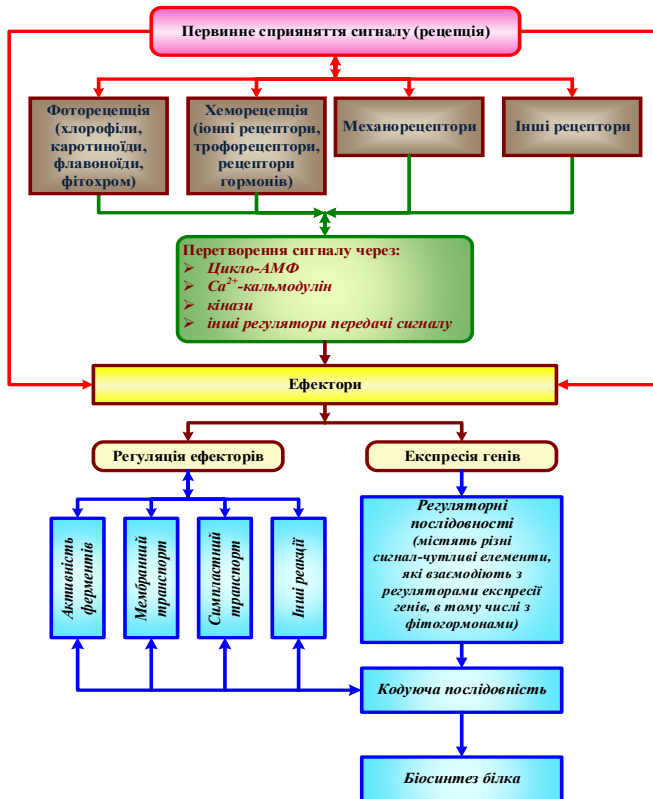 Первинне сприяняття сигналу (рецепція)
Фоторецепція
(хлорофіли,
каротиноїди,
флавоноїди,
фітохром)
Хеморецепція
(іонні рецептори,
трофорецептори,
рецептори
гормонів)
Механорецептори
Інші рецептори
Перетворення сигналу через:
➢ Цикло-АМФ
➢ Ca²⁺-кальмодулін
➢ кінази
➢ інші регулятори передачі сигналу
Ефектори
Регуляція ефекторів
Експресія генів
Активність
ферментів
Мембранний
транспорт
Симпластний
транспорт
Інші реакції
Регуляторні
послідовності
(містять різні
сигнал-чутливі елементи,
які взаємодіють з
регуляторами експресії
генів, в тому числі з
фітогормонами)
Кодуюча послідовність
Біосинтез білка